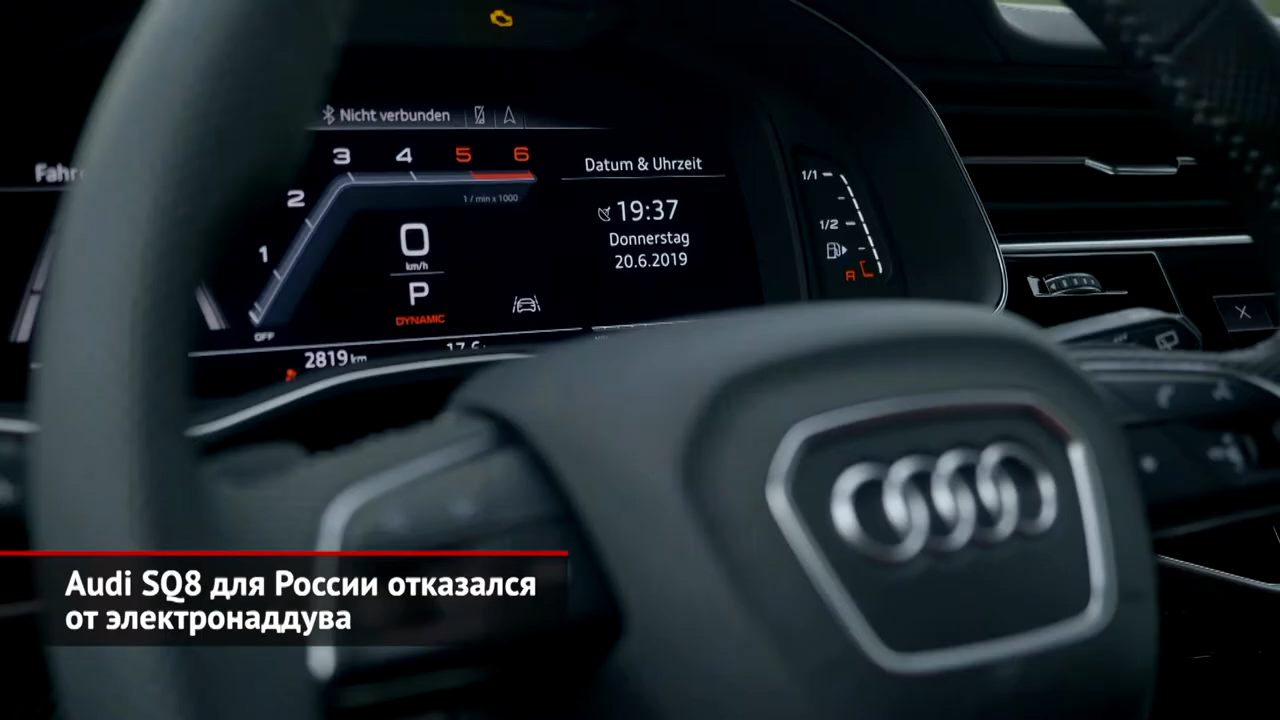 Nicht verbunden
3 4 5 6
Datum & Uhrzeit
1/1
2
1 / min x 1000
19:37
0
1/2
Donnerstag
km/h
1
20.6.2019
P
R
DYNAMIC
OFF
2819 km
Audi SQ8 для России отказался
от электронаддува